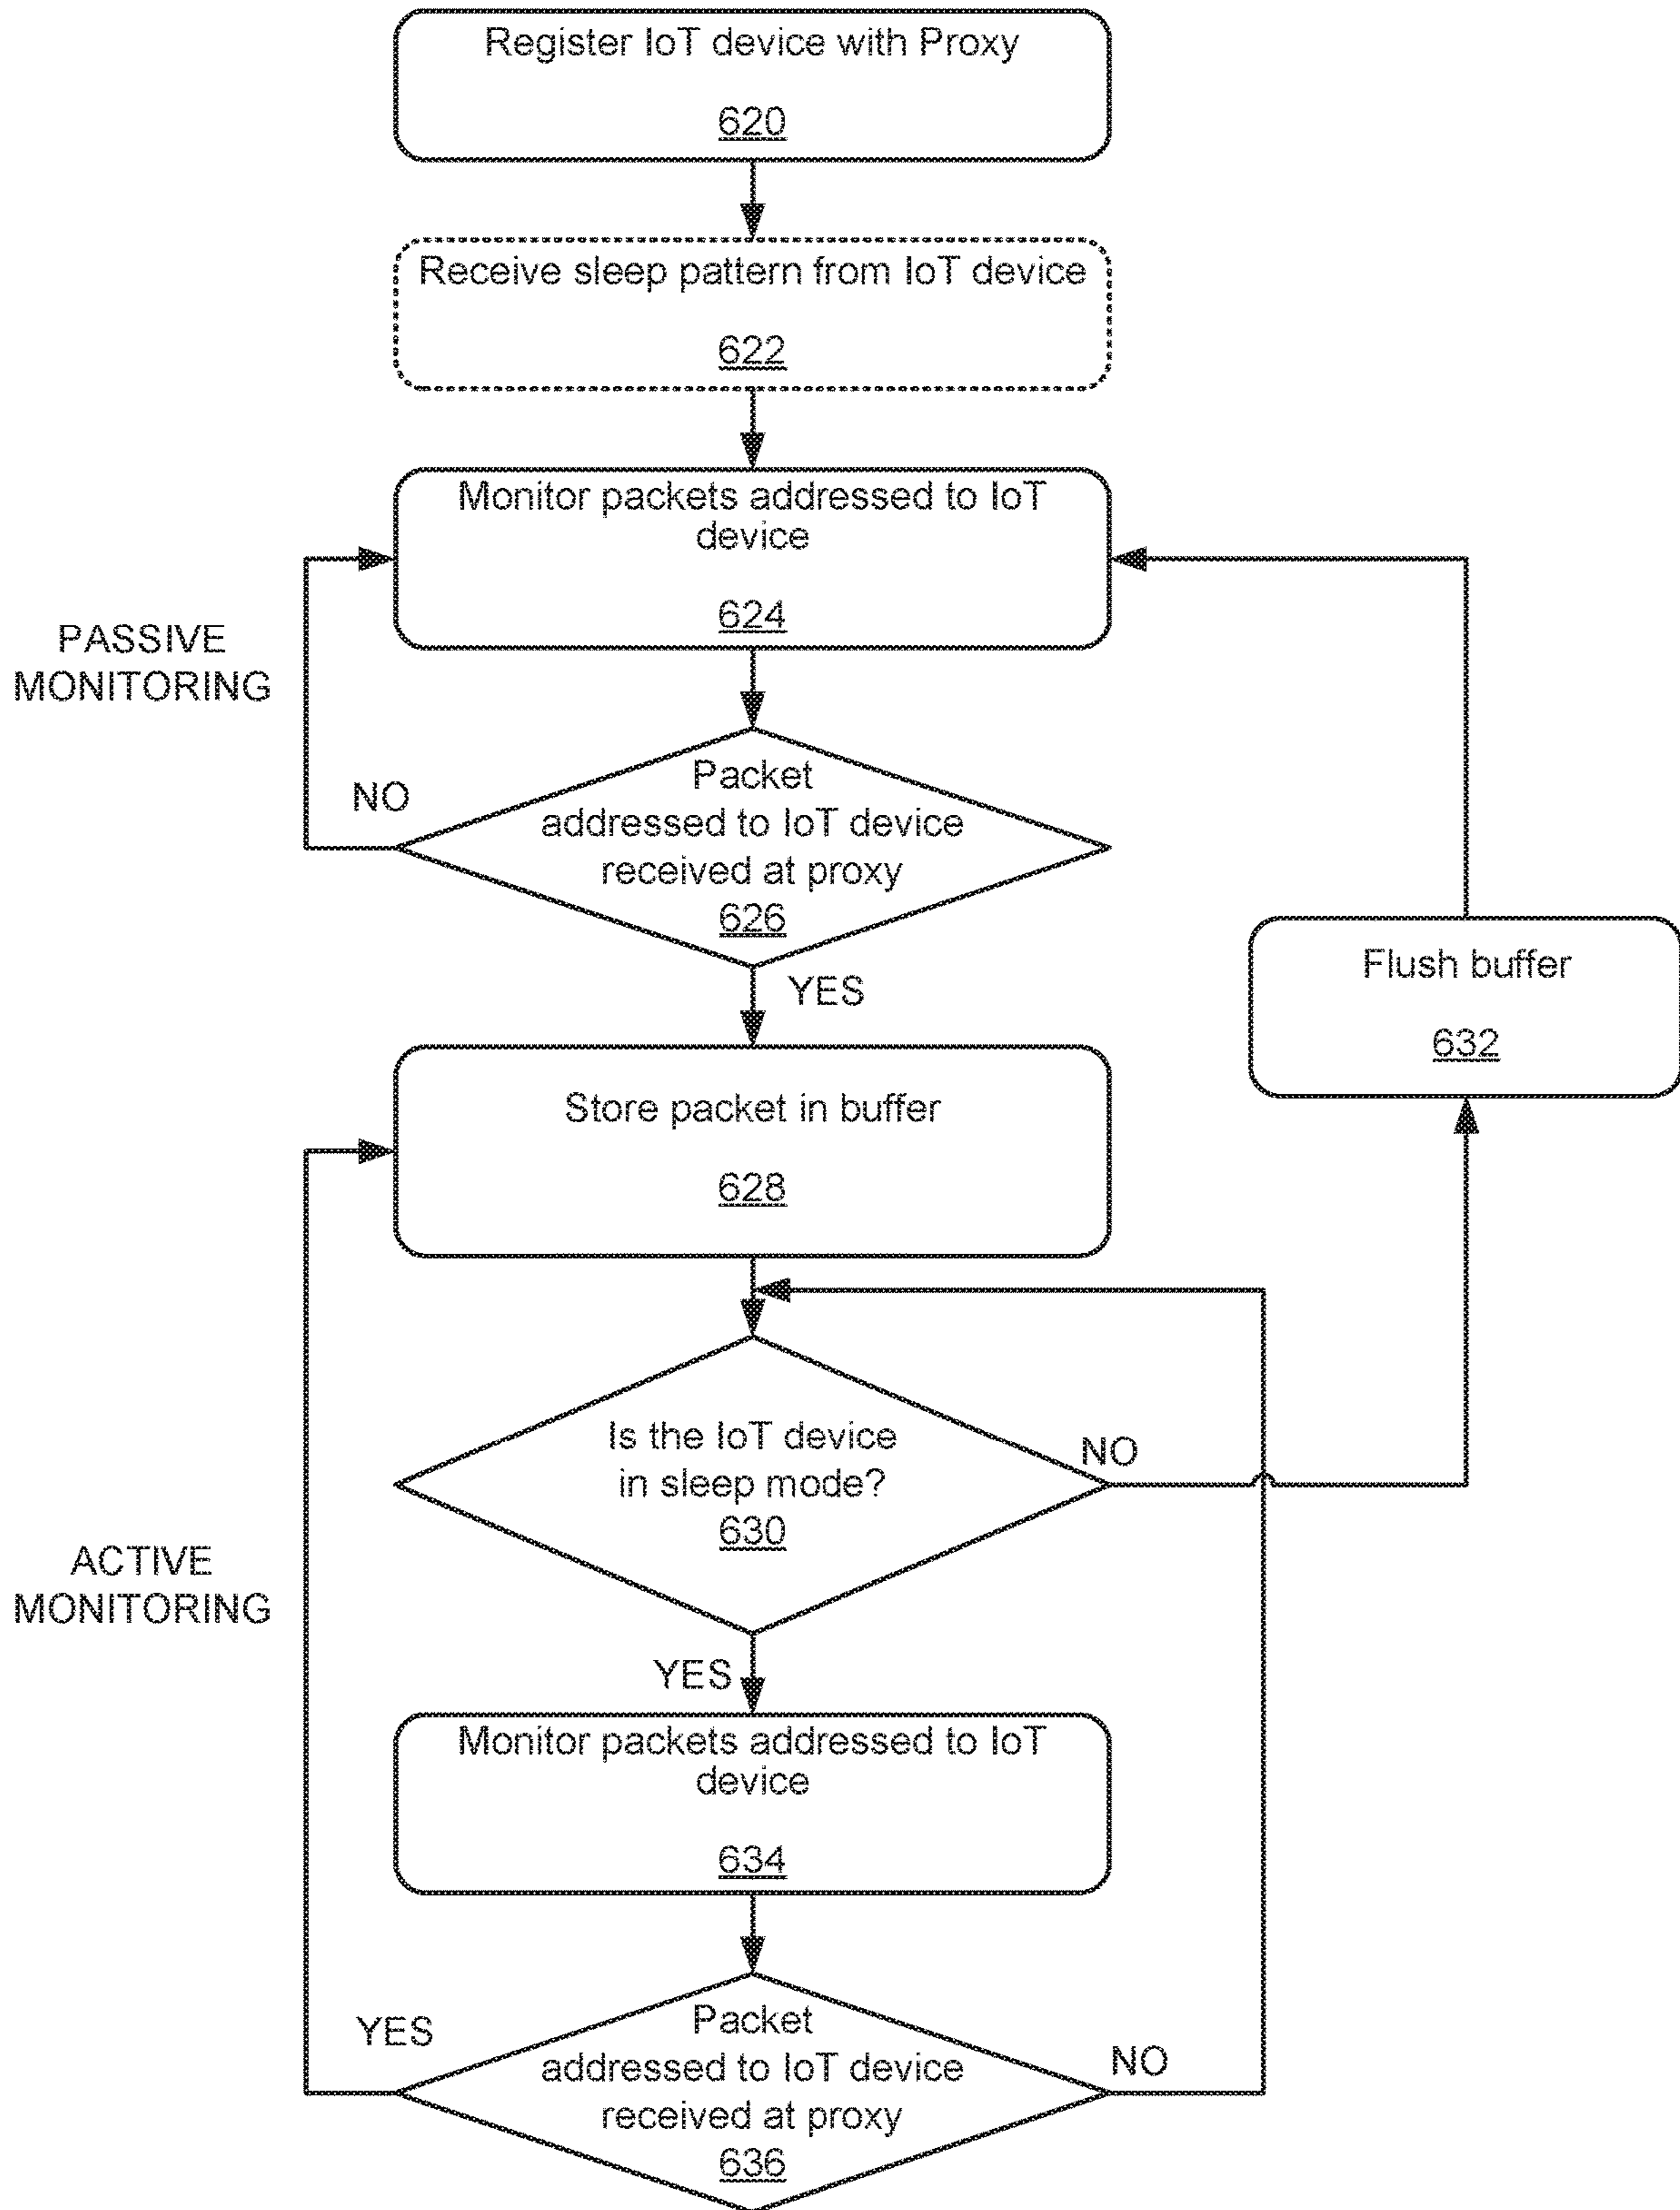 Register IoT device with Proxy
620
Receive sleep pattern from IoT device
622
Monitor packets addressed to IoT
device
624
PASSIVE
MONITORING
NO
Packet
addressed to IoT device
received at proxy
626
YES
Flush buffer
632
Store packet in buffer
628
Is the IoT device
in sleep mode?
630
NO
ACTIVE
MONITORING
YES
Monitor packets addressed to IoT
device
634
YES
Packet
addressed to IoT device
received at proxy
636
NO